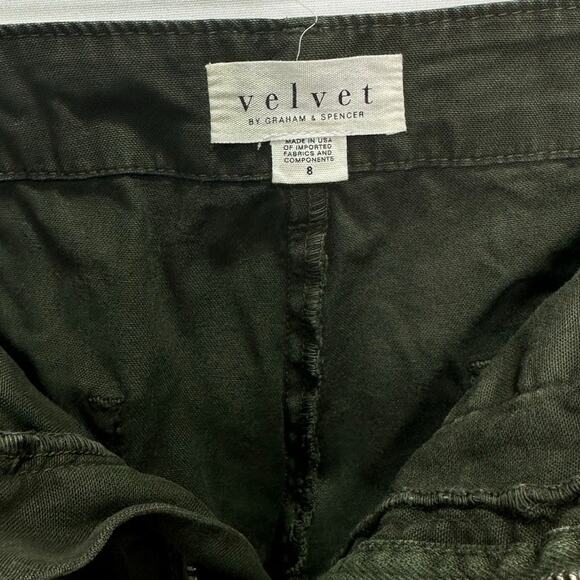 velvet
BY GRAHAM & SPENCER
MADE IN USA
OF IMPORTED
FABRICS AND
COMPONENTS
8